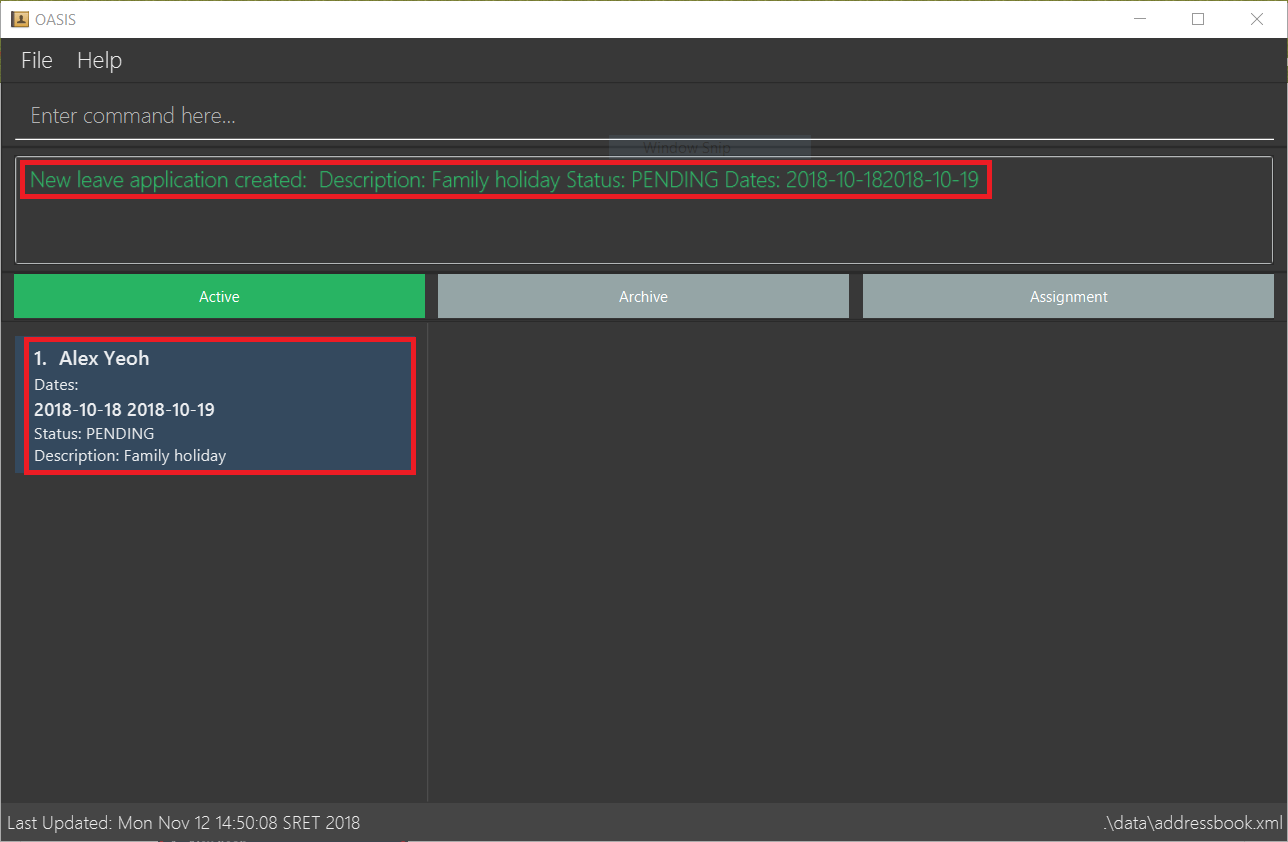 OASIS
File Help
Enter command here...
Window Snip
New leave application created:  Description: Family holiday Status: PENDING Dates: 2018-10-182018-10-19
Active Archive Assignment
1. Alex Yeoh
Dates:
2018-10-18 2018-10-19
Status: PENDING
Description: Family holiday
Last Updated: Mon Nov 12 14:50:08 SRET 2018 .\data\addressbook.xml